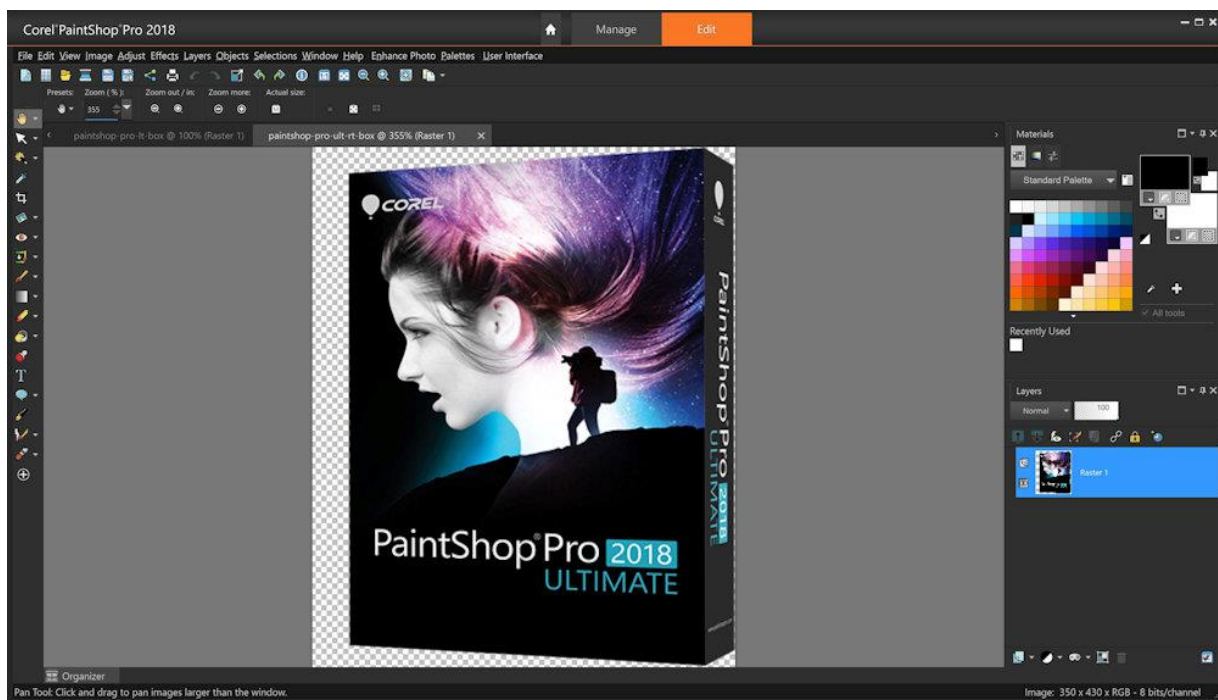 Corel PaintShop Pro 2018
Manage
Edit
File Edit View Image Adjust Effects Layers Objects Selections Window Help Enhance Photo Palettes User Interface
Presets: Zoom ( % ): Zoom out / in: Zoom more: Actual size:
355
paintshop-pro-lt-box @ 100% (Raster 1)
paintshop-pro-ult-rt-box @ 355% (Raster 1)
Materials
Standard Palette
All tools
Recently Used
Layers
Normal
100
Raster 1
COREL
PaintShop Pro 2018
ULTIMATE
COREL
PaintShop Pro 2018
ULTIMATE
T
Organizer
Pan Tool: Click and drag to pan images larger than the window.
Image: 350 x 430 x RGB - 8 bits/channel